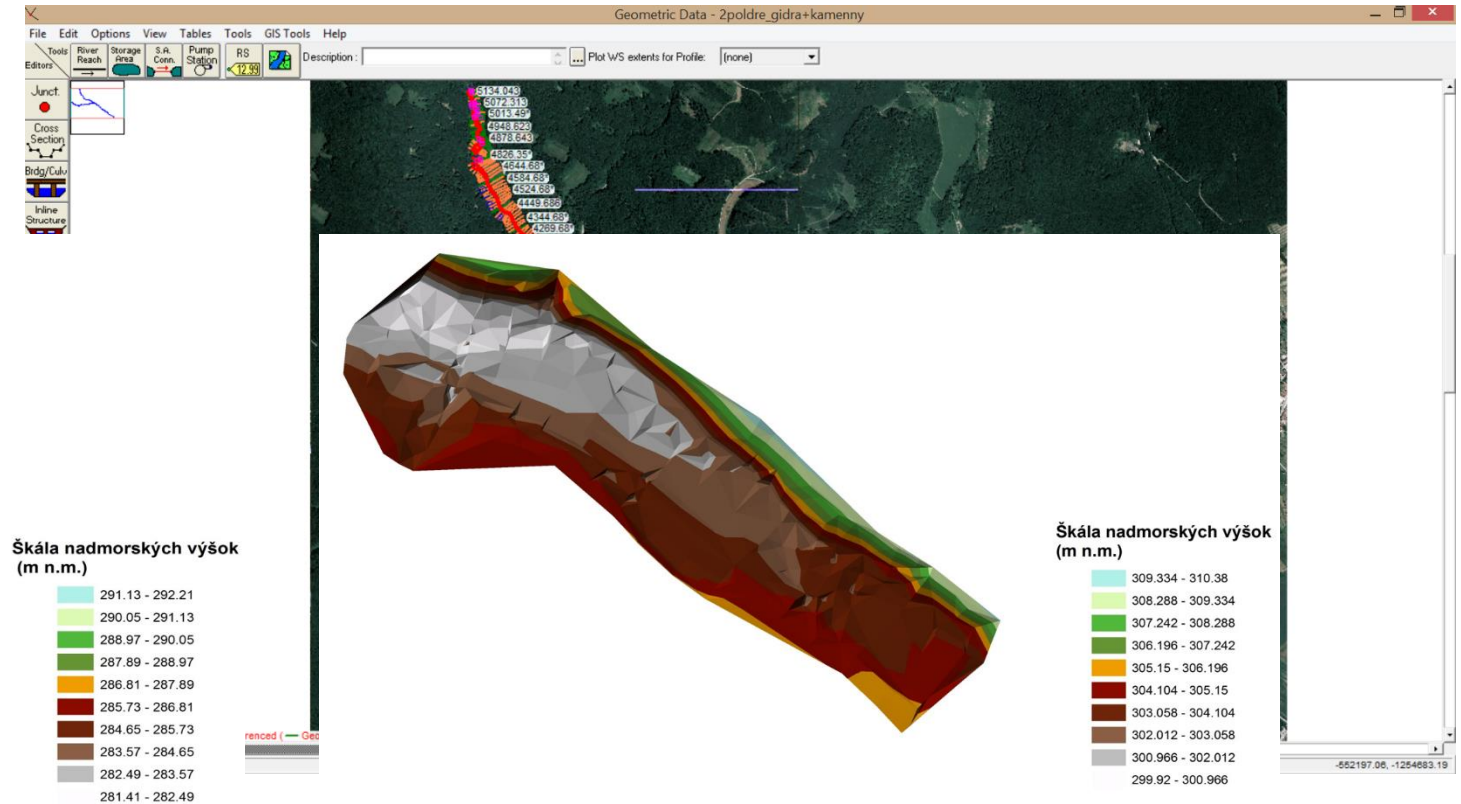 Geometric Data - 2poldre_gidra+kamenny
File Edit Options View Tables Tools GIS Tools Help
Tools
Editors
River Reach
Storage Area
S.A. Conn.
Pump Station
RS
12.99
Description :
...
Plot WS extents for Profile:
(none)
Junct.
Cross Section
Brdg/Culv
Inline Structure
5134.043
5072.313
5013.49*
4948.623
4878.643
4826.35*
4644.68*
4584.68*
4524.68*
4449.686
4344.68*
4269.68*
Škála nadmorských výšok
(m n.m.)
291.13 - 292.21
290.05 - 291.13
288.97 - 290.05
287.89 - 288.97
286.81 - 287.89
285.73 - 286.81
284.65 - 285.73
283.57 - 284.65
282.49 - 283.57
281.41 - 282.49
renced ( — Geo
Škála nadmorských výšok
(m n.m.)
309.334 - 310.38
308.288 - 309.334
307.242 - 308.288
306.196 - 307.242
305.15 - 306.196
304.104 - 305.15
303.058 - 304.104
302.012 - 303.058
300.966 - 302.012
299.92 - 300.966
-552197.06, -1254683.19